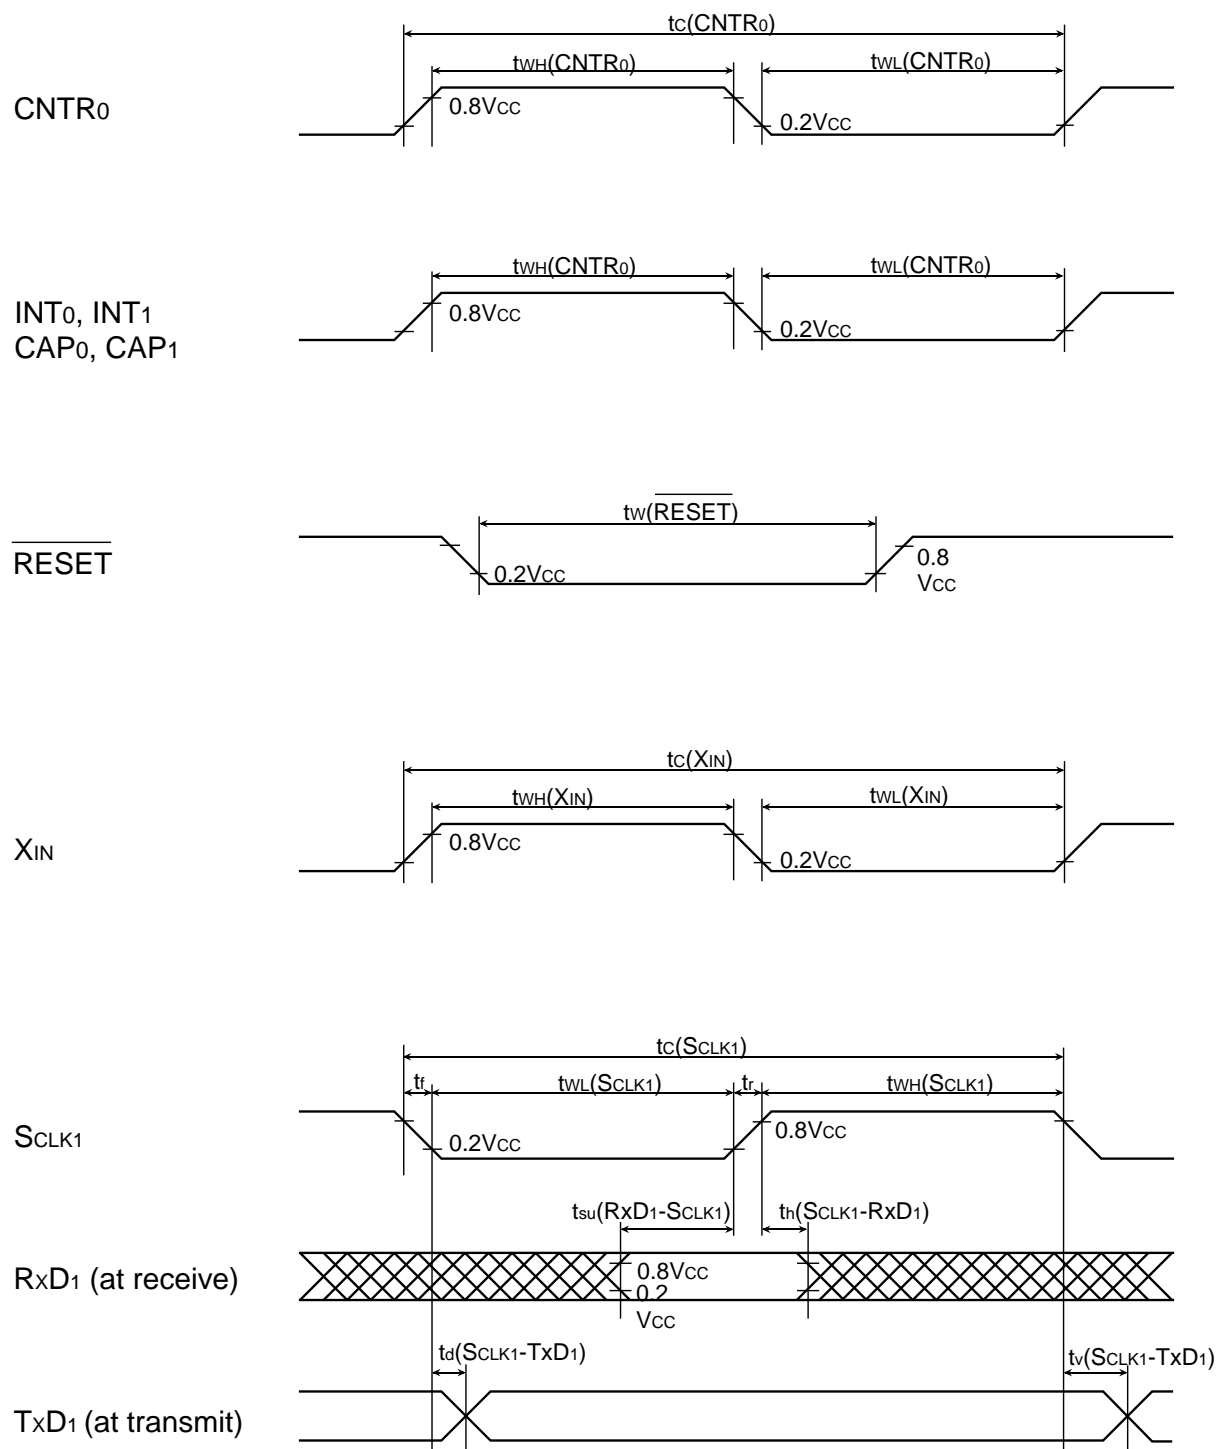 tC(CNTR0)
tWH(CNTR0) tWL(CNTR0)
CNTR0
0.8VCC 0.2VCC
tWH(CNTR0) tWL(CNTR0)
INT0, INT1
CAP0, CAP1
0.8VCC 0.2VCC
tW(RESET)
RESET
0.2VCC
0.8
VCC
tC(XIN)
tWH(XIN) tWL(XIN)
XIN
0.8VCC 0.2VCC
tC(SCLK1)
tf tWL(SCLK1) tr tWH(SCLK1)
SCLK1
0.2VCC 0.8VCC
tsu(RxD1-SCLK1) th(SCLK1-RxD1)
RXD1 (at receive)
0.8VCC
0.2
VCC
td(SCLK1-TxD1) tv(SCLK1-TxD1)
TXD1 (at transmit)